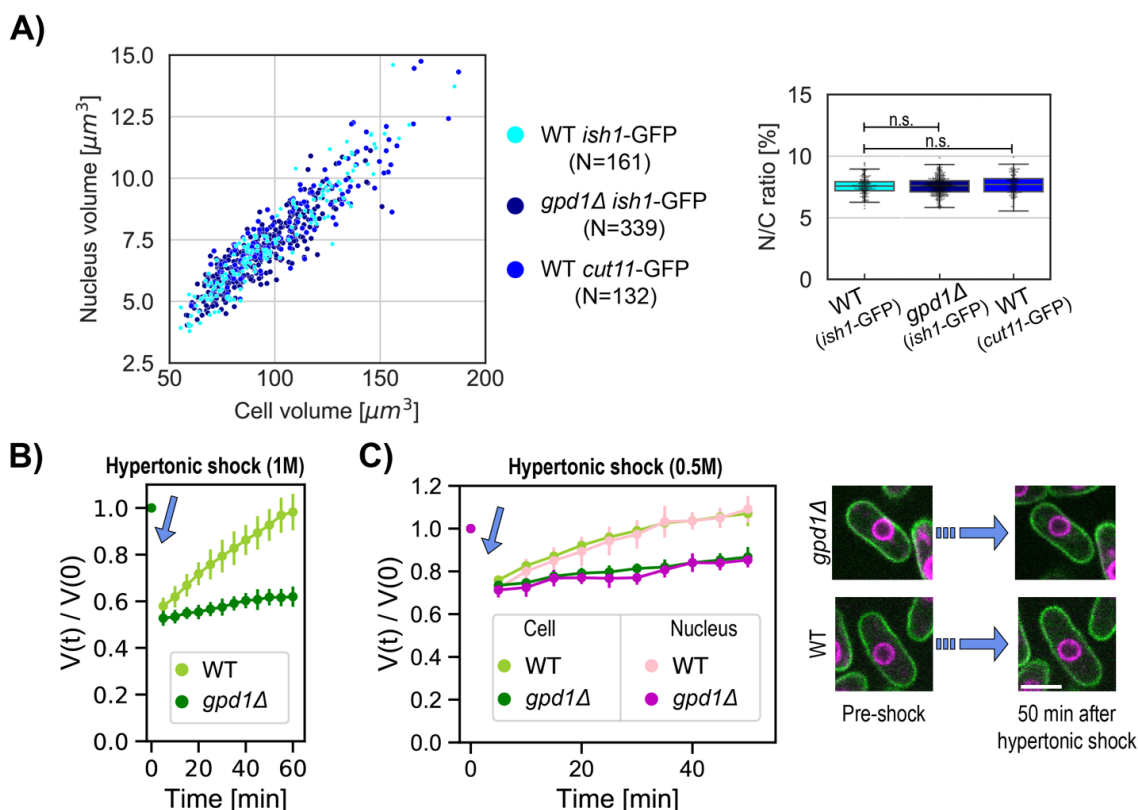 A)
15.0
12.5
10.0
7.5
5.0
2.5
Nucleus volume [μm³]
50
100
150
200
Cell volume [μm³]
WT ish1-GFP
(N=161)
gpd1Δ ish1-GFP
(N=339)
WT cut11-GFP
(N=132)
15
10
5
0
N/C ratio [%]
n.s.
n.s.
WT
(ish1-GFP)
gpd1Δ
(ish1-GFP)
WT
(cut11-GFP)
B)
Hypertonic shock (1M)
1.0
0.8
0.6
0.4
0.2
0.0
V(t) / V(0)
WT
gpd1Δ
0
20
40
60
Time [min]
C)
Hypertonic shock (0.5M)
1.2
1.0
0.8
0.6
0.4
0.2
0.0
V(t) / V(0)
Cell
WT
gpd1Δ
Nucleus
WT
gpd1Δ
0
20
40
Time [min]
gpd1Δ
WT
Pre-shock
50 min after
hypertonic shock